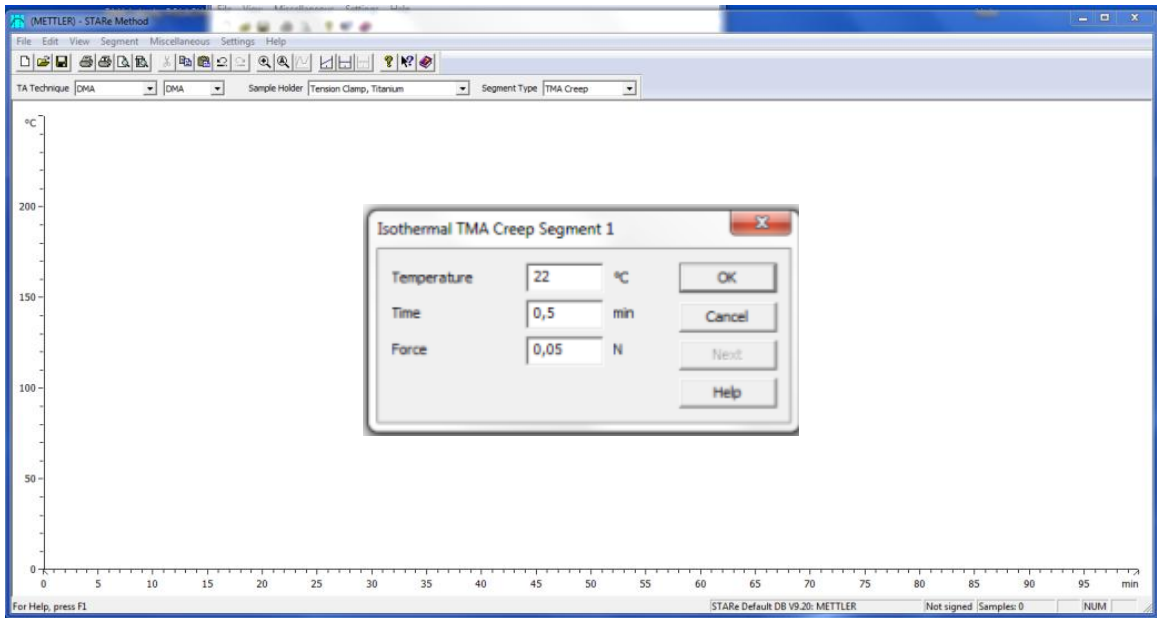 (METTLER) - STARe Method
File Edit View Segment Miscellaneous Settings Help
TA Technique DMA DMA Sample Holder Tension Clamp, Titanium Segment Type TMA Creep
ºC
200
150
100
50
0
Isothermal TMA Creep Segment 1
Temperature 22 ºC OK
Time 0,5 min Cancel
Force 0,05 N Next
Help
0 5 10 15 20 25 30 35 40 45 50 55 60 65 70 75 80 85 90 95 min
For Help, press F1 STARe Default DB V9.20: METTLER Not signed Samples: 0 NUM